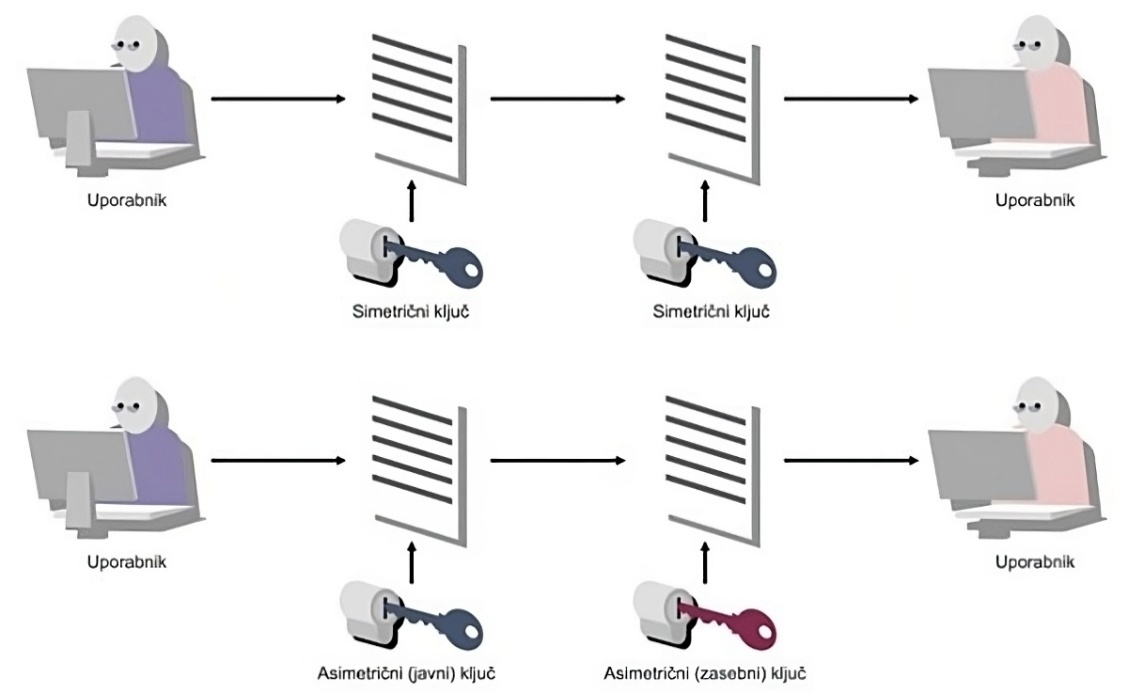 Uporabnik
Uporabnik
Simetrični ključ
Simetrični ključ
Uporabnik
Uporabnik
Asimetrični (javni) ključ
Asimetrični (zasebni) ključ